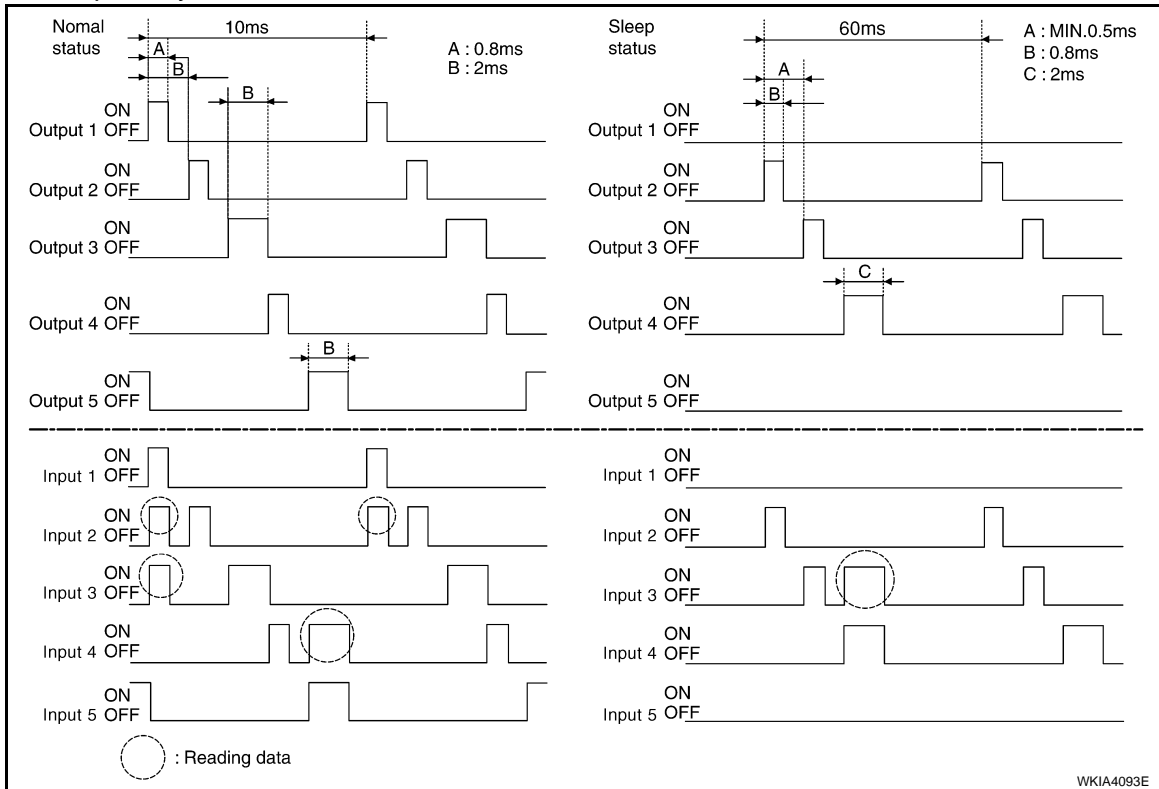 Nomal
status
10ms
A
B
B
A : 0.8ms
B : 2ms
ON
Output 1 OFF
ON
Output 2 OFF
ON
Output 3 OFF
ON
Output 4 OFF
B
ON
Output 5 OFF
Sleep
status
60ms
A
B
A : MIN.0.5ms
B : 0.8ms
C : 2ms
ON
Output 1 OFF
ON
Output 2 OFF
ON
Output 3 OFF
C
ON
Output 4 OFF
ON
Output 5 OFF
ON
Input 1 OFF
ON
Input 2 OFF
ON
Input 3 OFF
ON
Input 4 OFF
ON
Input 5 OFF
ON
Input 1 OFF
ON
Input 2 OFF
ON
Input 3 OFF
ON
Input 4 OFF
ON
Input 5 OFF
: Reading data
WKIA4093E